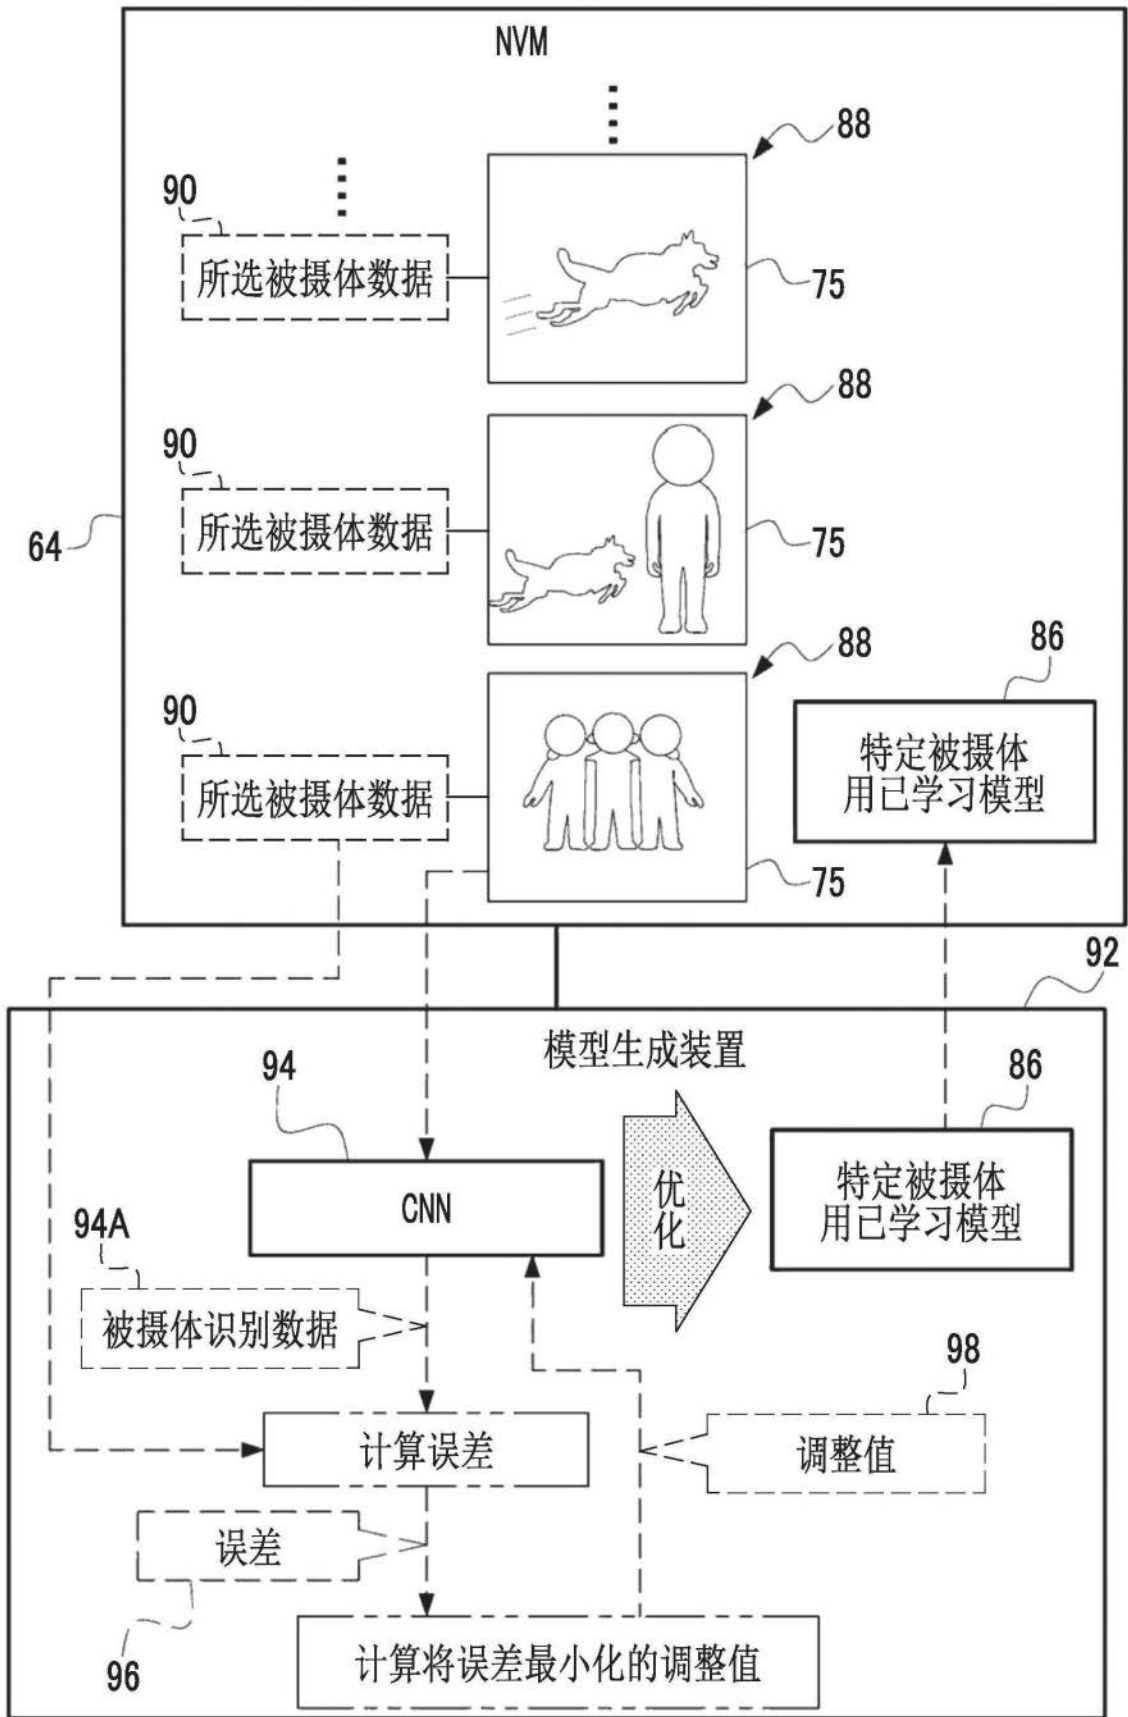 NVM
88
90
所选被摄体数据
75
88
90
所选被摄体数据
75
64
88
86
90
特定被摄体
用已学习模型
所选被摄体数据
75
92
模型生成装置
94
86
CNN
优化
特定被摄体
用已学习模型
94A
被摄体识别数据
98
计算误差
调整值
误差
96
计算将误差最小化的调整值